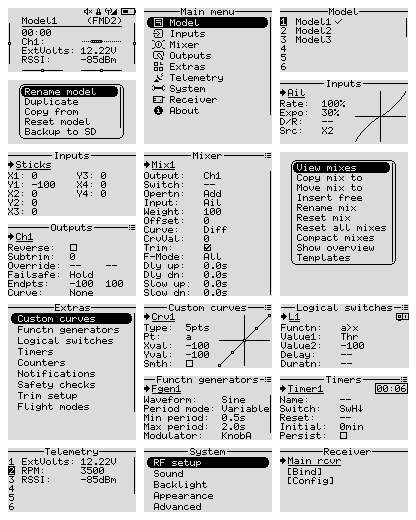 Model1 (FMD2)
00:00
Ch1:
ExtVolts: 12.22V
RSSI: -85dBm
Main menu
Model
Inputs
Mixer
Outputs
Extras
Telemetry
System
Receiver
About
Model
1 Model1
2 Model2
3 Model3
4
5
6
Rename model
Duplicate
Copy from
Reset model
Backup to SD
Inputs
Ail
Rate: 100%
Expo: 30%
D/R: --
Src: X2
Inputs
Sticks
X1: 0 Y3: 0
Y1: -100 X4: 0
X2: 0 Y4: 0
Y2: 0
X3: 0
Mixer
Mix1
Output: Ch1
Switch: --
Opertn: Add
Input: Ail
Weight: 100
Offset: 0
Curve: Diff
CrvVal: 0
Trim:
F-Mode: All
Dly up: 0.0s
Dly dn: 0.0s
Slow up: 0.0s
Slow dn: 0.0s
View mixes
Copy mix to
Move mix to
Insert free
Rename mix
Reset mix
Reset all mixes
Compact mixes
Show overview
Templates
Outputs
Ch1
Reverse:
Subtrim: 0
Override: -- --
Failsafe: Hold
Endpts: -100 100
Curve: None
Extras
Custom curves
Functn generators
Logical switches
Timers
Counters
Notifications
Safety checks
Trim setup
Flight modes
Custom curves
Crv1
Type: 5pts
Pt: a
Xval: -100
Yval: -100
Smth:
Logical switches
L1
Functn: a>x
Value1: Thr
Value2: -100
Delay: --
Duratn: --
Functn generators
Fgen1
Waveform: Sine
Period mode: Variable
Min period: 0.5s
Max period: 2.0s
Modulator: KnobA
Timers
Timer1 00:06
Name: --
Switch: SwH↓
Reset: --
Initial: 0min
Persist:
Telemetry
1 ExtVolts: 12.22V
2 RPM: 3500
3 RSSI: -85dBm
4
5
6
System
RF setup
Sound
Backlight
Appearance
Advanced
Receiver
Main rcvr
[Bind]
[Config]